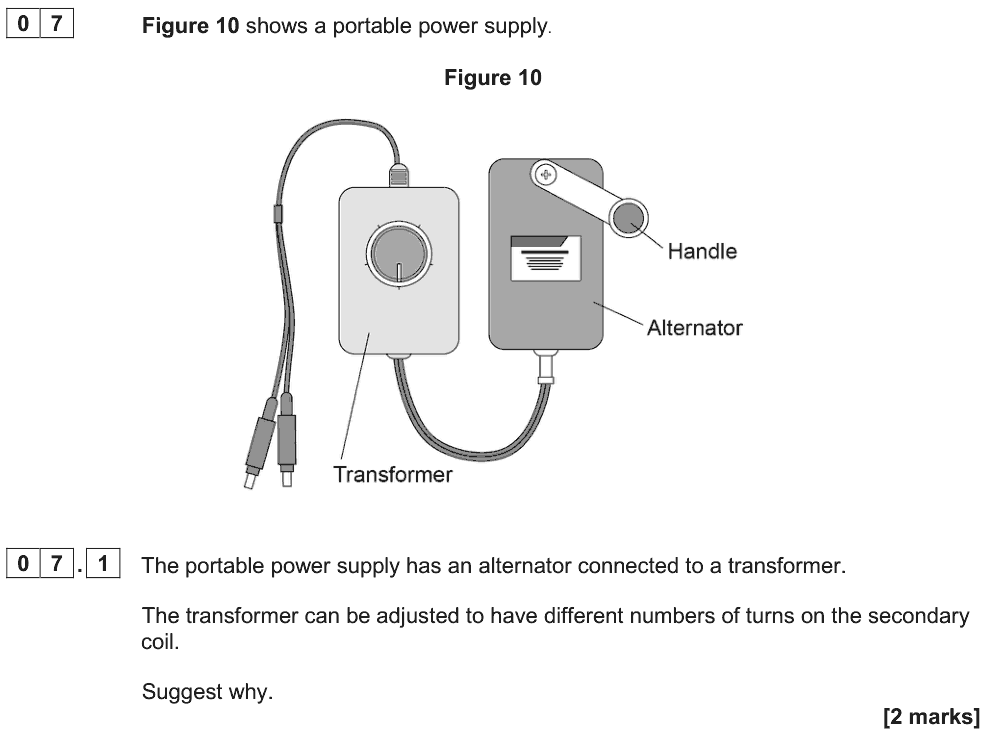 0 7 Figure 10 shows a portable power supply.
Figure 10
Handle
Alternator
Transformer
0 7 . 1 The portable power supply has an alternator connected to a transformer.
The transformer can be adjusted to have different numbers of turns on the secondary
coil.
Suggest why.
[2 marks]